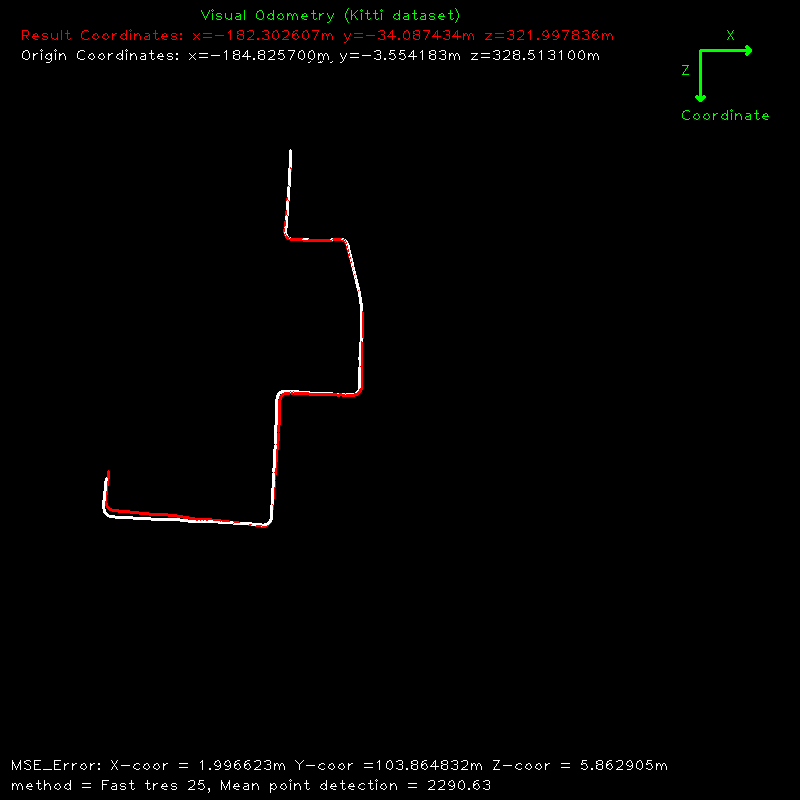 Visual Odometry (Kitti dataset)
Result Coordinates: x=-182.302607m y=-34.087434m z=321.997836m
Origin Coordinates: x=-184.825700m y=-3.554183m z=328.513100m
X
Z
Coordinate
MSE_Error: X-coor = 1.996623m Y-coor =103.864832m Z-coor = 5.862905m
method = Fast tres 25, Mean point detection = 2290.63